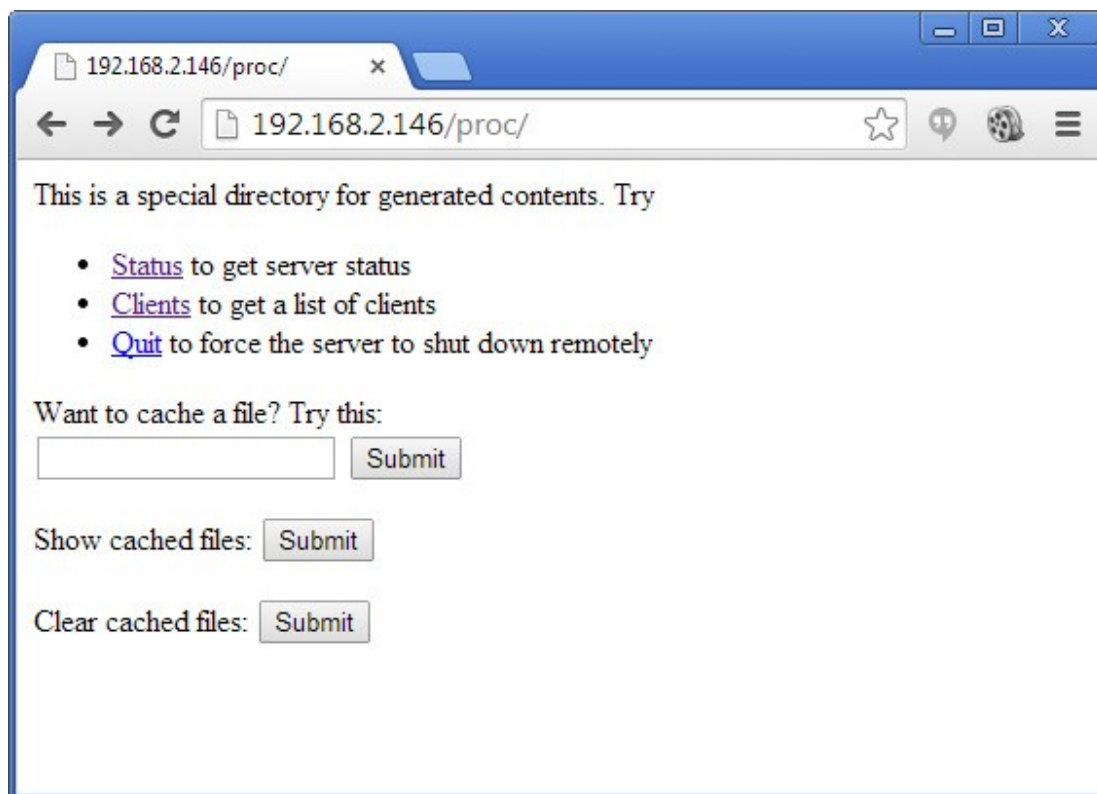 192.168.2.146/proc/
192.168.2.146/proc/
This is a special directory for generated contents. Try
Status to get server status
Clients to get a list of clients
Quit to force the server to shut down remotely
Want to cache a file? Try this:
Submit
Show cached files: Submit
Clear cached files: Submit